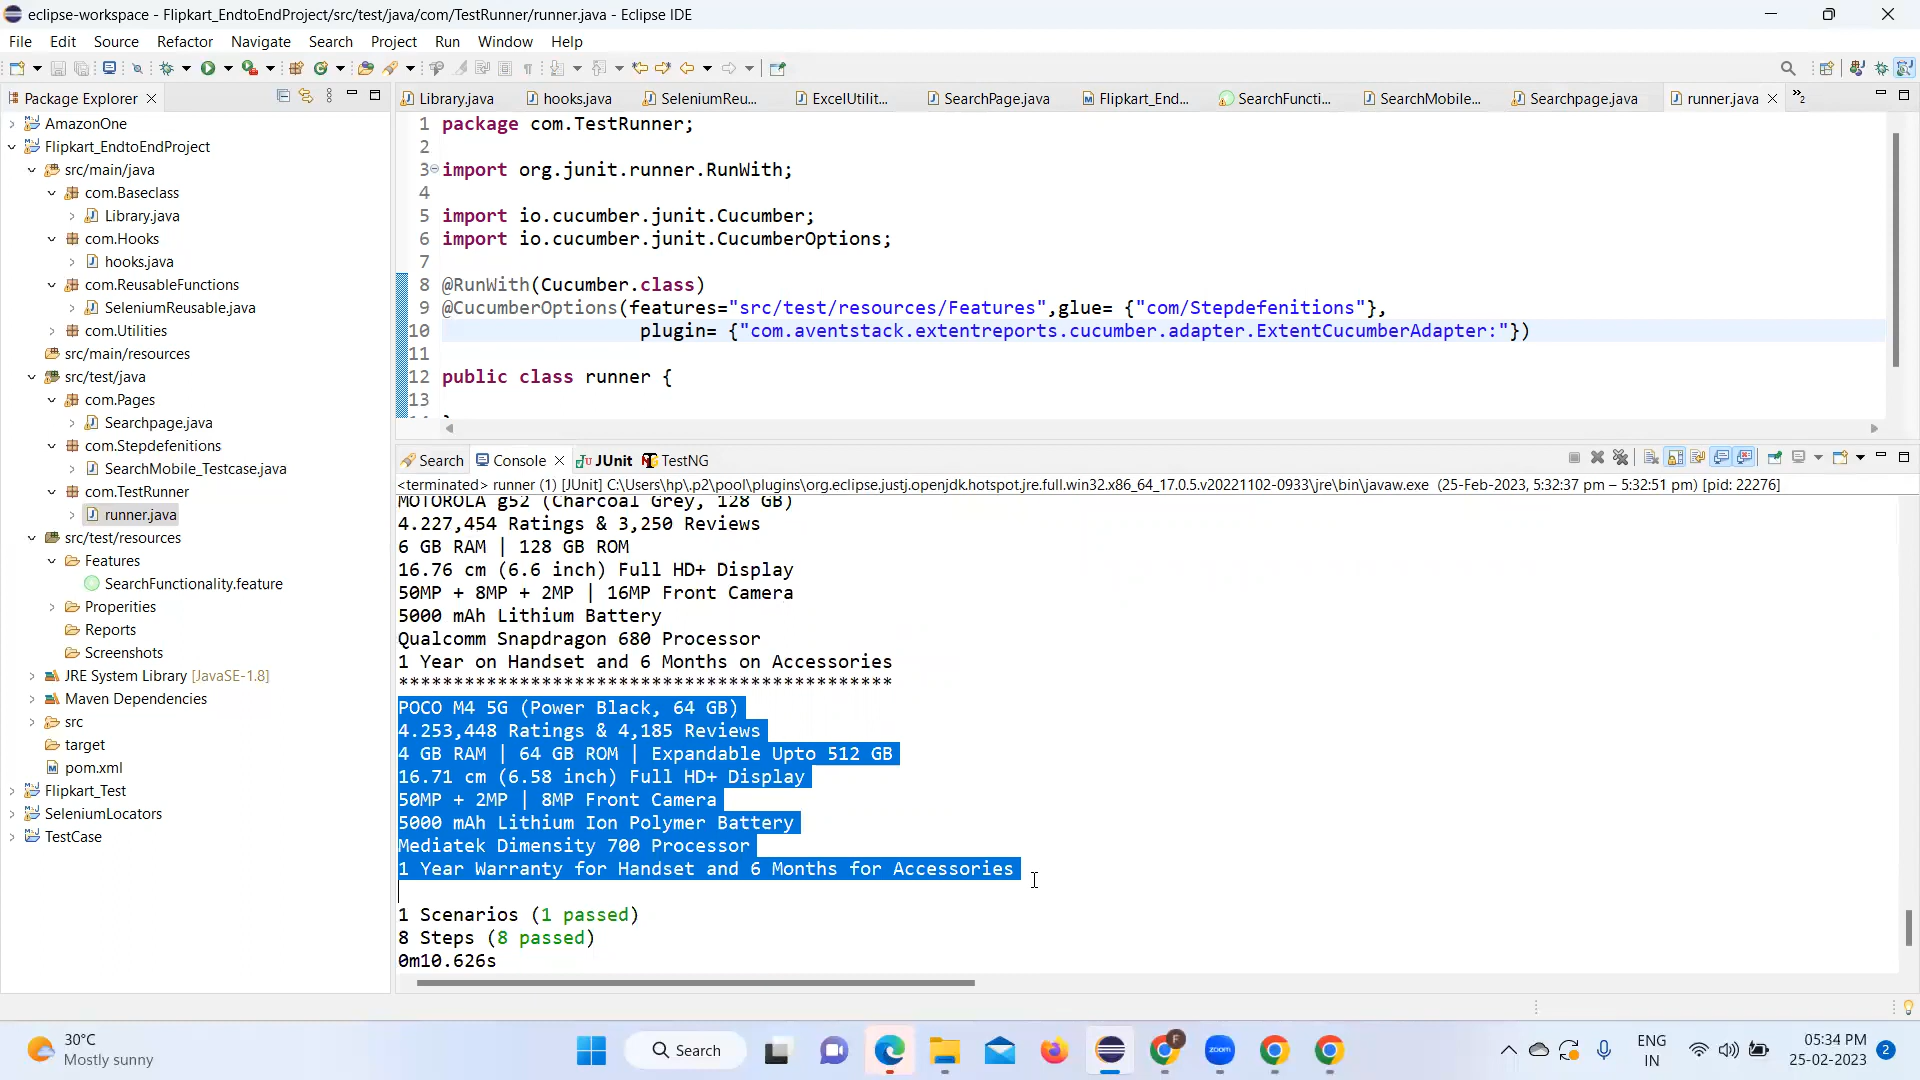 eclipse-workspace - Flipkart_EndtoEndProject/src/test/java/com/TestRunner/runner.java - Eclipse IDE
File Edit Source Refactor Navigate Search Project Run Window Help
Package Explorer
AmazonOne
Flipkart_EndtoEndProject
src/main/java
com.Baseclass
Library.java
com.Hooks
hooks.java
com.ReusableFunctions
SeleniumReusable.java
com.Utilities
src/main/resources
src/test/java
com.Pages
Searchpage.java
com.Stepdefenitions
SearchMobile_Testcase.java
com.TestRunner
runner.java
src/test/resources
Features
SearchFunctionality.feature
Properities
Reports
Screenshots
JRE System Library [JavaSE-1.8]
Maven Dependencies
src
target
pom.xml
Flipkart_Test
SeleniumLocators
TestCase
Library.java hooks.java SeleniumReu... ExcelUtilit... SearchPage.java Flipkart_End... SearchFuncti... SearchMobile... Searchpage.java runner.java »2
1 package com.TestRunner;
2
3 import org.junit.runner.RunWith;
4
5 import io.cucumber.junit.Cucumber;
6 import io.cucumber.junit.CucumberOptions;
7
8 @RunWith(Cucumber.class)
9 @CucumberOptions(features="src/test/resources/Features",glue= {"com/Stepdefenitions"},
10 plugin= {"com.aventstack.extentreports.cucumber.adapter.ExtentCucumberAdapter:"})
11
12 public class runner {
13
Search Console JUnit TestNG
<terminated> runner (1) [JUnit] C:\Users\hp\.p2\pool\plugins\org.eclipse.justj.openjdk.hotspot.jre.full.win32.x86_64_17.0.5.v20221102-0933\jre\bin\javaw.exe (25-Feb-2023, 5:32:37 pm – 5:32:51 pm) [pid: 22276]
MOTOROLA g52 (Charcoal Grey, 128 GB)
4.227,454 Ratings & 3,250 Reviews
6 GB RAM | 128 GB ROM
16.76 cm (6.6 inch) Full HD+ Display
50MP + 8MP + 2MP | 16MP Front Camera
5000 mAh Lithium Battery
Qualcomm Snapdragon 680 Processor
1 Year on Handset and 6 Months on Accessories
*********************************************
POCO M4 5G (Power Black, 64 GB)
4.253,448 Ratings & 4,185 Reviews
4 GB RAM | 64 GB ROM | Expandable Upto 512 GB
16.71 cm (6.58 inch) Full HD+ Display
50MP + 2MP | 8MP Front Camera
5000 mAh Lithium Ion Polymer Battery
Mediatek Dimensity 700 Processor
1 Year Warranty for Handset and 6 Months for Accessories
1 Scenarios (1 passed)
8 Steps (8 passed)
0m10.626s
30°C
Mostly sunny
Search
zoom
F
ENG
IN
05:34 PM
25-02-2023
2